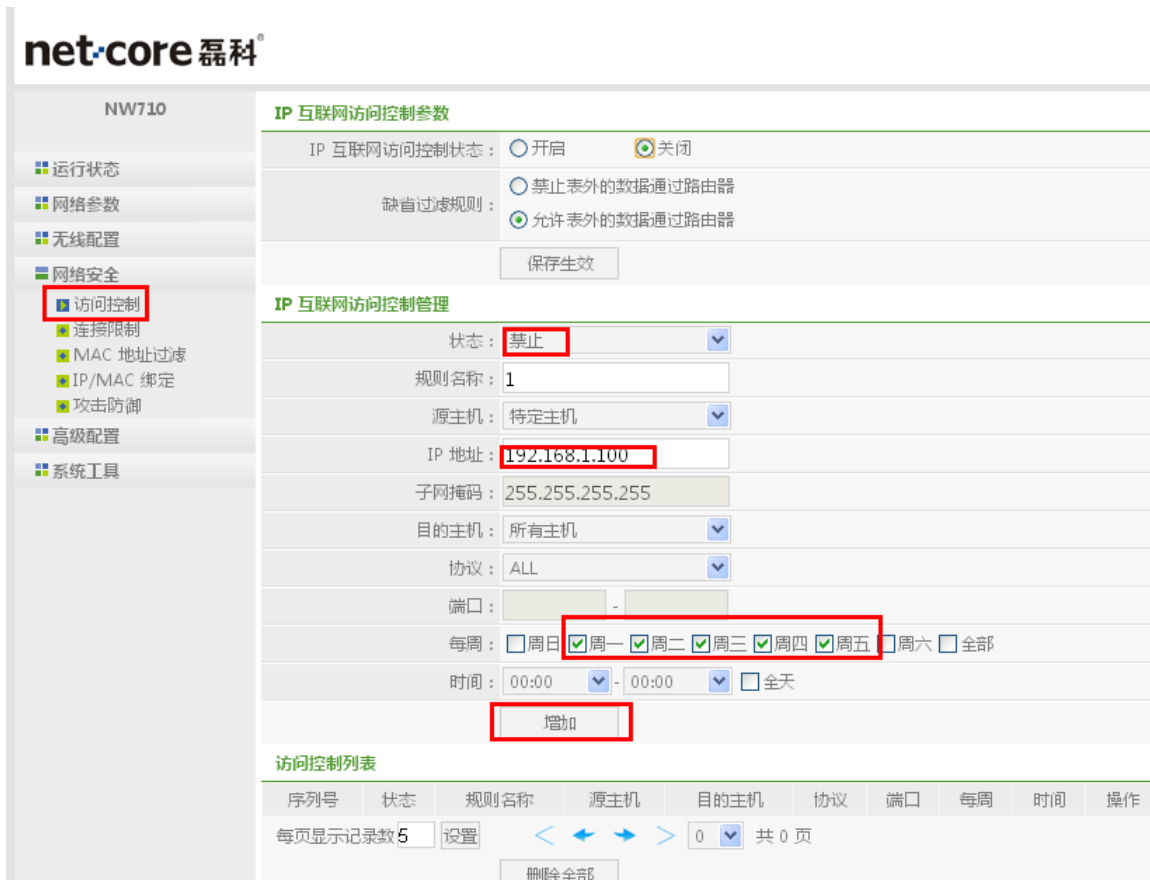 net-core 磊科®
NW710
运行状态
网络参数
无线配置
网络安全
访问控制
连接限制
MAC 地址过滤
IP/MAC 绑定
攻击防御
高级配置
系统工具
IP 互联网访问控制参数
IP 互联网访问控制状态： 开启 关闭
缺省过滤规则： 禁止表外的数据通过路由器
允许表外的数据通过路由器
保存生效
IP 互联网访问控制管理
状态： 禁止
规则名称： 1
源主机： 特定主机
IP 地址： 192.168.1.100
子网掩码： 255.255.255.255
目的主机： 所有主机
协议： ALL
端口： -
每周： 周日 周一 周二 周三 周四 周五 周六 全部
时间： 00:00 - 00:00 全天
增加
访问控制列表
序列号 状态 规则名称 源主机 目的主机 协议 端口 每周 时间 操作
每页显示记录数 5 设置 0 共 0 页
删除全部